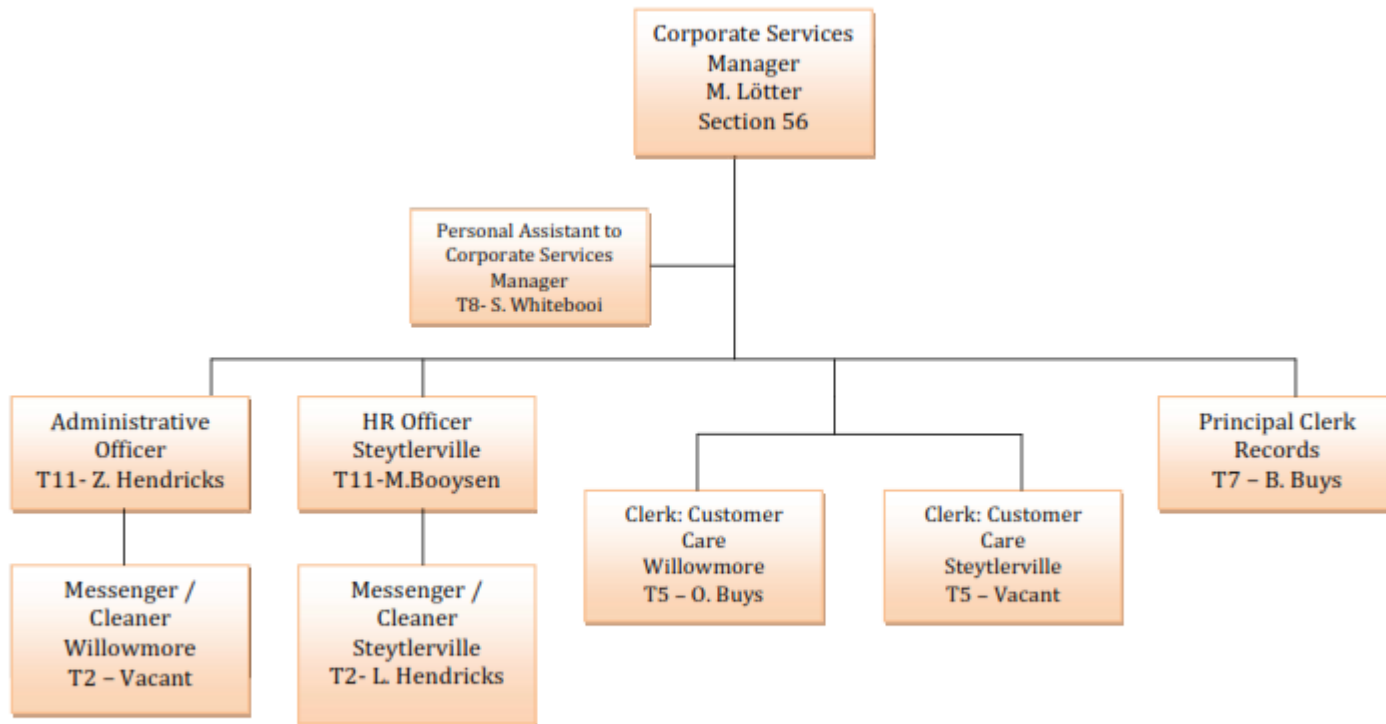 Corporate Services
Manager
M. Lötter
Section 56
Personal Assistant to
Corporate Services
Manager
T8- S. Whitebooi
Administrative
Officer
T11- Z. Hendricks
HR Officer
Steytlerville
T11-M.Booysen
Principal Clerk
Records
T7 – B. Buys
Clerk: Customer
Care
Willowmore
T5 – O. Buys
Clerk: Customer
Care
Steytlerville
T5 – Vacant
Messenger /
Cleaner
Willowmore
T2 – Vacant
Messenger /
Cleaner
Steytlerville
T2- L. Hendricks